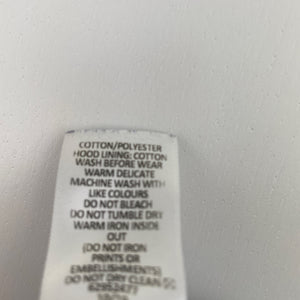 COTTON/POLYESTER
HOOD LINING: COTTON
WASH BEFORE WEAR
WARM DELICATE
MACHINE WASH WITH
LIKE COLOURS
DO NOT BLEACH
DO NOT TUMBLE DRY
WARM IRON INSIDE
OUT
(DO NOT IRON
PRINTS OR
EMBELLISHMENTS)
DO NOT DRY CLEAN